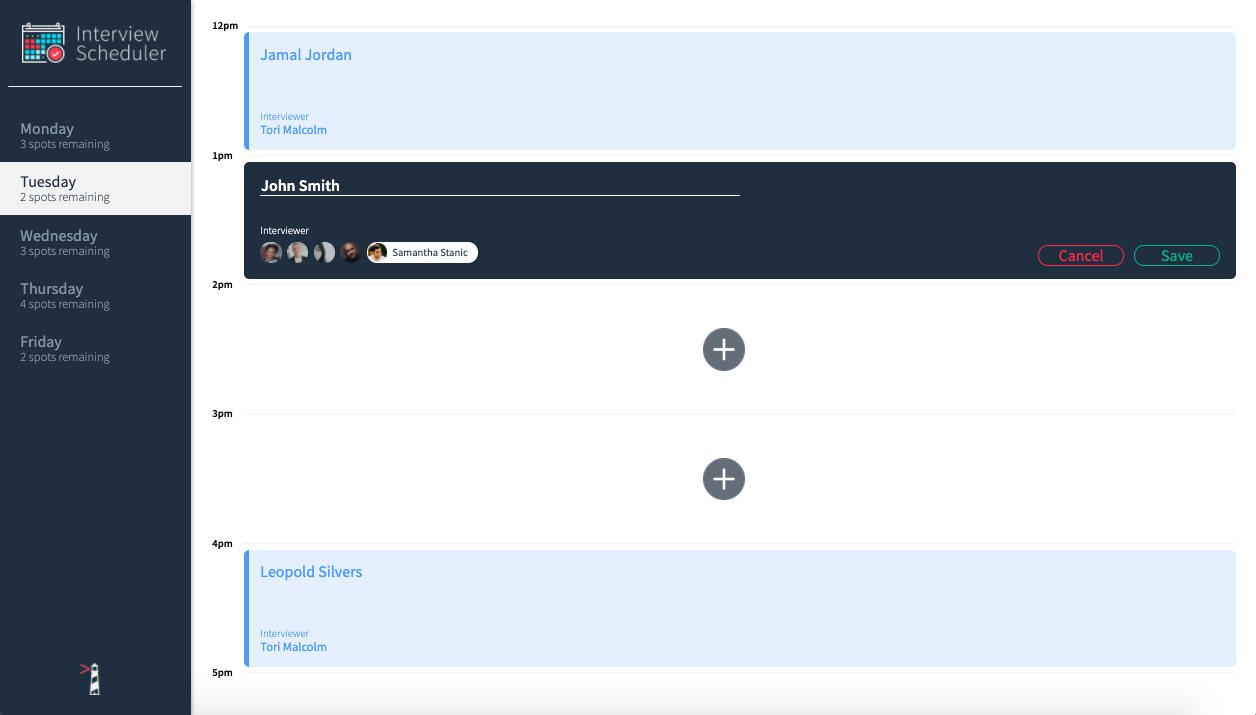 Interview
Scheduler
Monday
3 spots remaining
Tuesday
2 spots remaining
Wednesday
3 spots remaining
Thursday
4 spots remaining
Friday
2 spots remaining
12pm
Jamal Jordan
Interviewer
Tori Malcolm
1pm
John Smith
Interviewer
Samantha Stanic
Cancel
Save
2pm
3pm
4pm
Leopold Silvers
Interviewer
Tori Malcolm
5pm